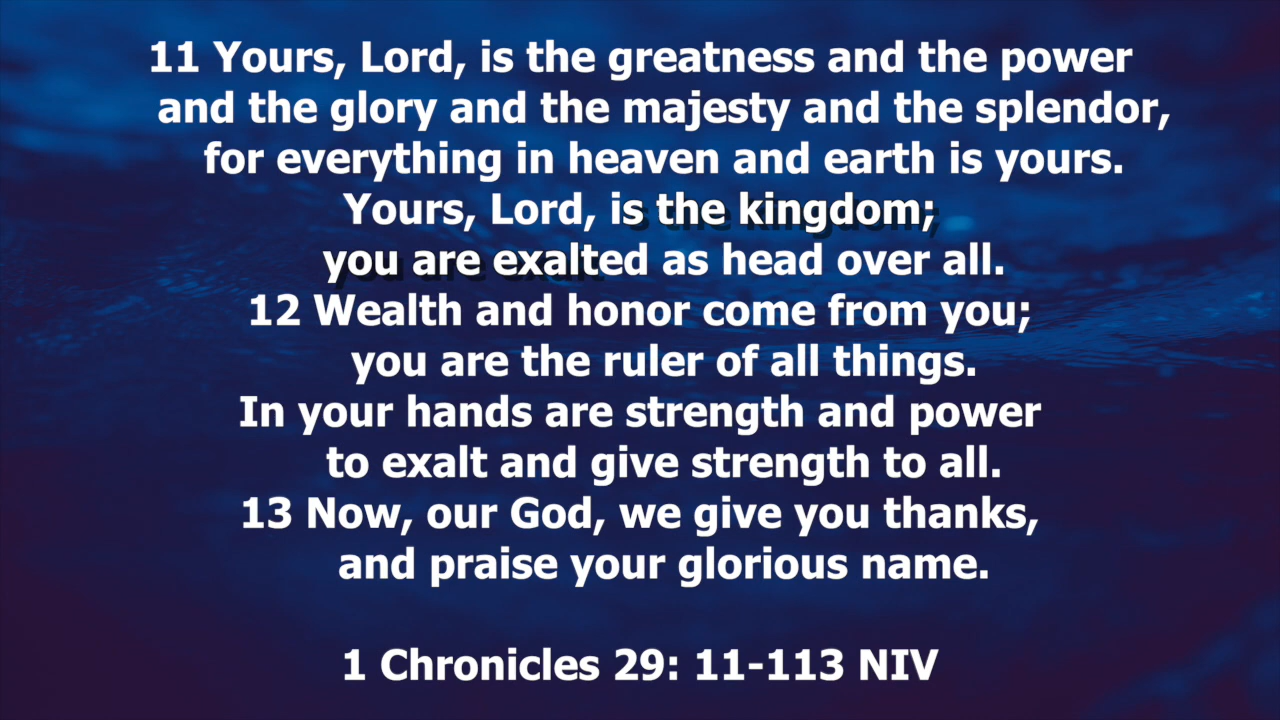 11 Yours, Lord, is the greatness and the power
and the glory and the majesty and the splendor,
for everything in heaven and earth is yours.
Yours, Lord, is the kingdom;
you are exalted as head over all.
12 Wealth and honor come from you;
you are the ruler of all things.
In your hands are strength and power
to exalt and give strength to all.
13 Now, our God, we give you thanks,
and praise your glorious name.
1 Chronicles 29: 11-113 NIV